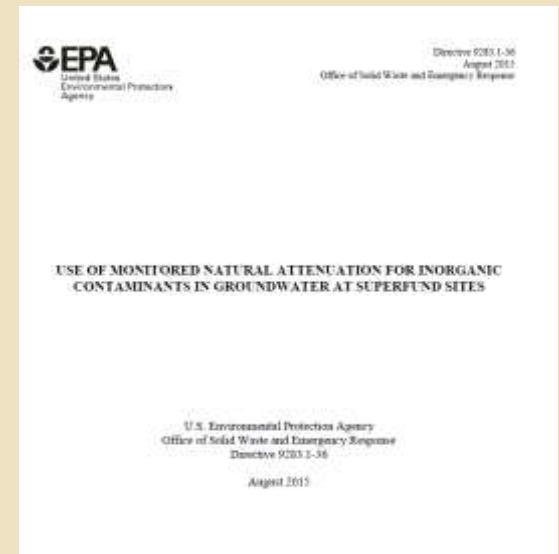 EPA
United States
Environmental Protection
Agency
Directive 9283.1-36
August 2015
Office of Solid Waste and Emergency Response
USE OF MONITORED NATURAL ATTENUATION FOR INORGANIC
CONTAMINANTS IN GROUNDWATER AT SUPERFUND SITES
U.S. Environmental Protection Agency
Office of Solid Waste and Emergency Response
Directive 9283.1-36
August 2015